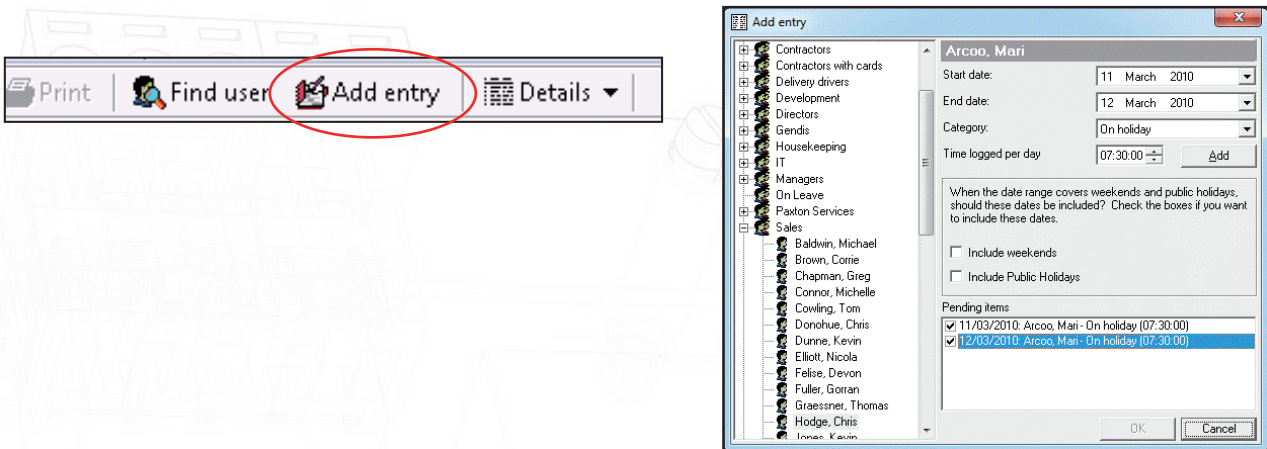 Print
Find user
Add entry
Details
Add entry
Contractors
Contractors with cards
Delivery drivers
Development
Directors
Gendis
Housekeeping
IT
Managers
On Leave
Paxton Services
Sales
Baldwin, Michael
Brown, Corrie
Chapman, Greg
Connor, Michelle
Cowling, Tom
Donohue, Chris
Dunne, Kevin
Elliott, Nicola
Felise, Devon
Fuller, Gorran
Graessner, Thomas
Hodge, Chris
Jones, Kevin
Arcoo, Mari
Start date: 11 March 2010
End date: 12 March 2010
Category: On holiday
Time logged per day 07:30:00 Add
When the date range covers weekends and public holidays,
should these dates be included? Check the boxes if you want
to include these dates.
Include weekends
Include Public Holidays
Pending items
11/03/2010: Arcoo, Mari - On holiday (07:30:00)
12/03/2010: Arcoo, Mari - On holiday (07:30:00)
OK Cancel